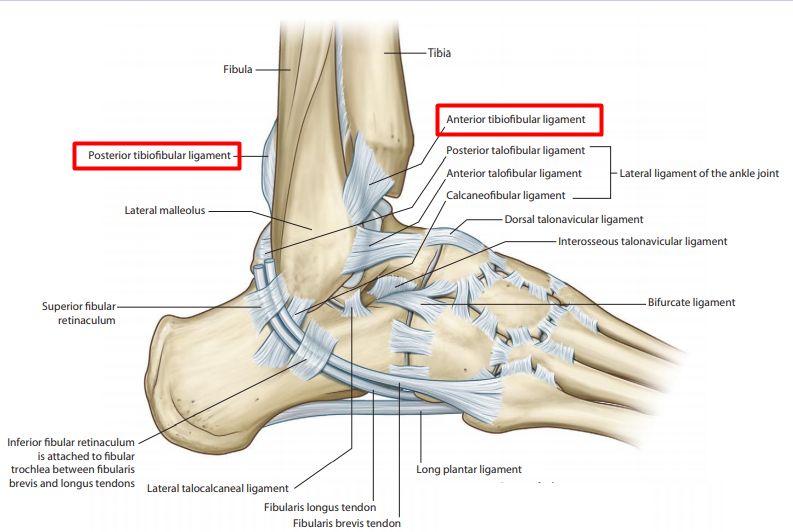 Tibia
Fibula
Anterior tibiofibular ligament
Posterior tibiofibular ligament
Posterior talofibular ligament
Anterior talofibular ligament
Calcaneofibular ligament
Lateral ligament of the ankle joint
Lateral malleolus
Dorsal talonavicular ligament
Interosseous talonavicular ligament
Superior fibular
retinaculum
Bifurcate ligament
Inferior fibular retinaculum
is attached to fibular
trochlea between fibularis
brevis and longus tendons
Long plantar ligament
Lateral talocalcaneal ligament
Fibularis longus tendon
Fibularis brevis tendon